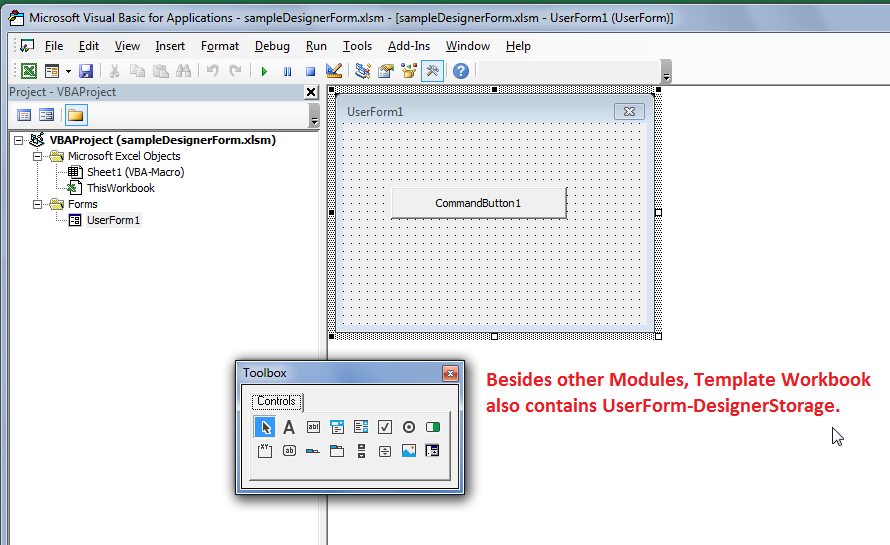 Microsoft Visual Basic for Applications - sampleDesignerForm.xlsm - [sampleDesignerForm.xlsm - UserForm1 (UserForm)]
File Edit View Insert Format Debug Run Tools Add-Ins Window Help
Project - VBAProject
VBAProject (sampleDesignerForm.xlsm)
Microsoft Excel Objects
Sheet1 (VBA-Macro)
ThisWorkbook
Forms
UserForm1
UserForm1
CommandButton1
Toolbox
Controls
A abl
XY ab
Besides other Modules, Template Workbook
also contains UserForm-DesignerStorage.